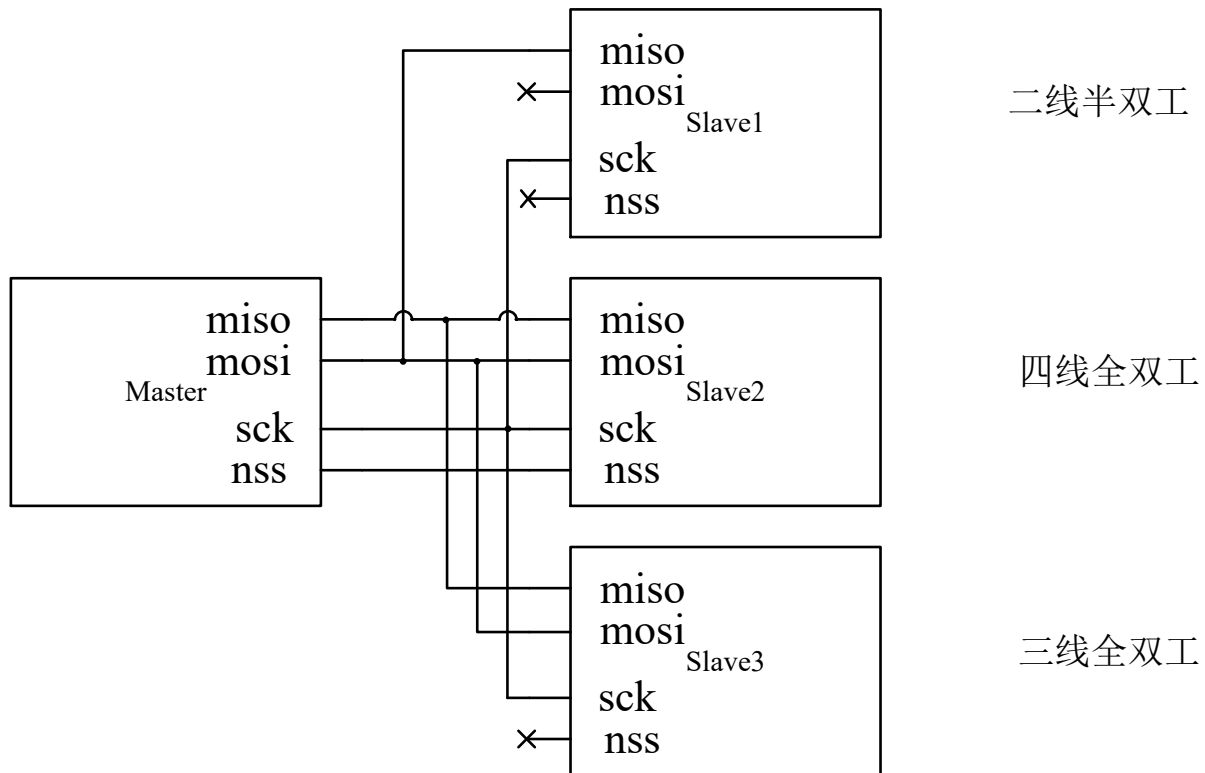 miso
mosi
Slave1
sck
nss
二线半双工
miso
mosi
Master
sck
nss
miso
mosi
Slave2
sck
nss
四线全双工
miso
mosi
Slave3
sck
nss
三线全双工